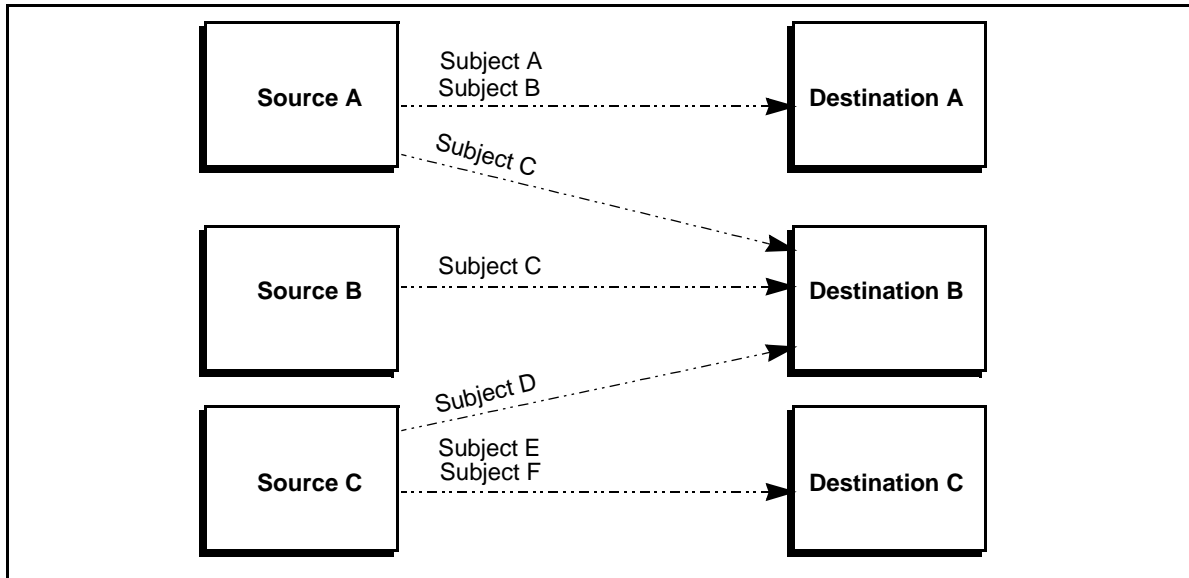 Source A
Subject A
Subject B
Destination A
Subject C
Source B
Subject C
Destination B
Subject D
Source C
Subject E
Subject F
Destination C